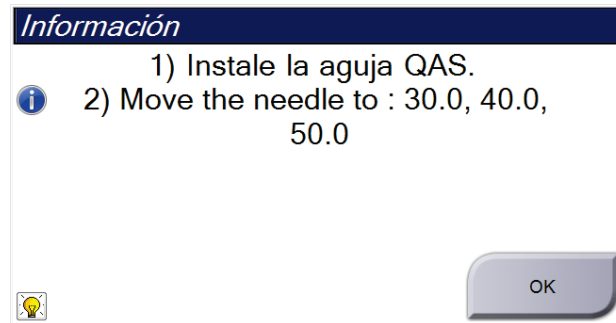 Información
1) Instale la aguja QAS.
2) Move the needle to : 30.0, 40.0,
50.0
OK